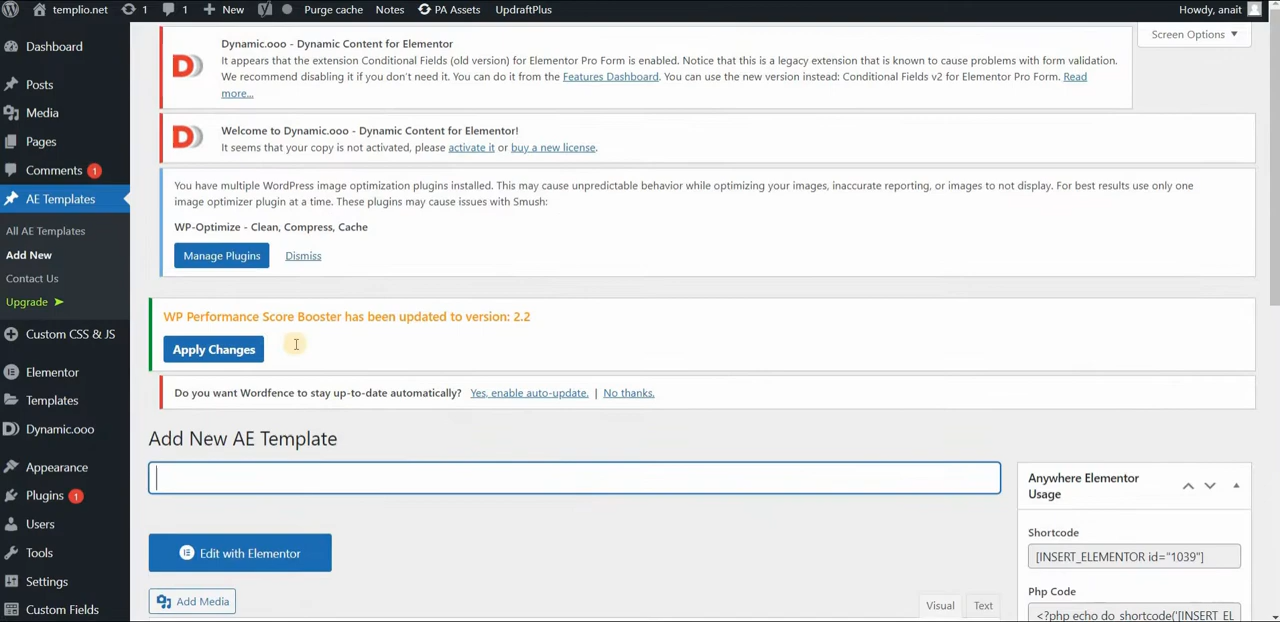 templio.net 1 1 New Purge cache Notes PA Assets UpdraftPlus Howdy, anait
Dashboard
Posts
Media
Pages
Comments 1
AE Templates
All AE Templates
Add New
Contact Us
Upgrade ➤
Custom CSS & JS
Elementor
Templates
Dynamic.ooo
Appearance
Plugins 1
Users
Tools
Settings
Custom Fields
Screen Options ▼
Dynamic.ooo - Dynamic Content for Elementor
It appears that the extension Conditional Fields (old version) for Elementor Pro Form is enabled. Notice that this is a legacy extension that is known to cause problems with form validation.
We recommend disabling it if you don't need it. You can do it from the Features Dashboard. You can use the new version instead: Conditional Fields v2 for Elementor Pro Form. Read
more...
Welcome to Dynamic.ooo - Dynamic Content for Elementor!
It seems that your copy is not activated, please activate it or buy a new license.
You have multiple WordPress image optimization plugins installed. This may cause unpredictable behavior while optimizing your images, inaccurate reporting, or images to not display. For best results use only one
image optimizer plugin at a time. These plugins may cause issues with Smush:
WP-Optimize - Clean, Compress, Cache
Manage Plugins Dismiss
WP Performance Score Booster has been updated to version: 2.2
Apply Changes
Do you want Wordfence to stay up-to-date automatically? Yes, enable auto-update. | No thanks.
Add New AE Template
Edit with Elementor
Add Media
Visual Text
Anywhere Elementor
Usage
Shortcode
[INSERT_ELEMENTOR id="1039"]
Php Code
<?php echo do_shortcode('[INSERT_EL